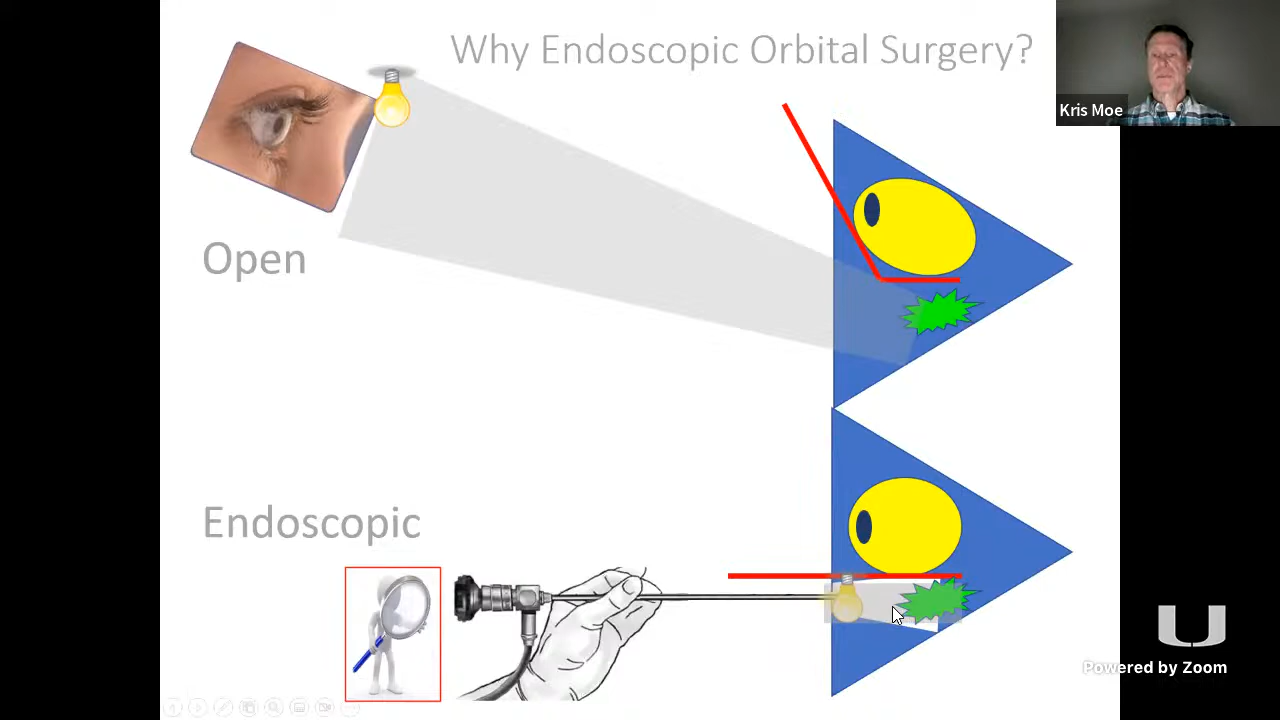 Why Endoscopic Orbital Surgery?
Kris Moe
Open
Endoscopic
U
Powered by Zoom